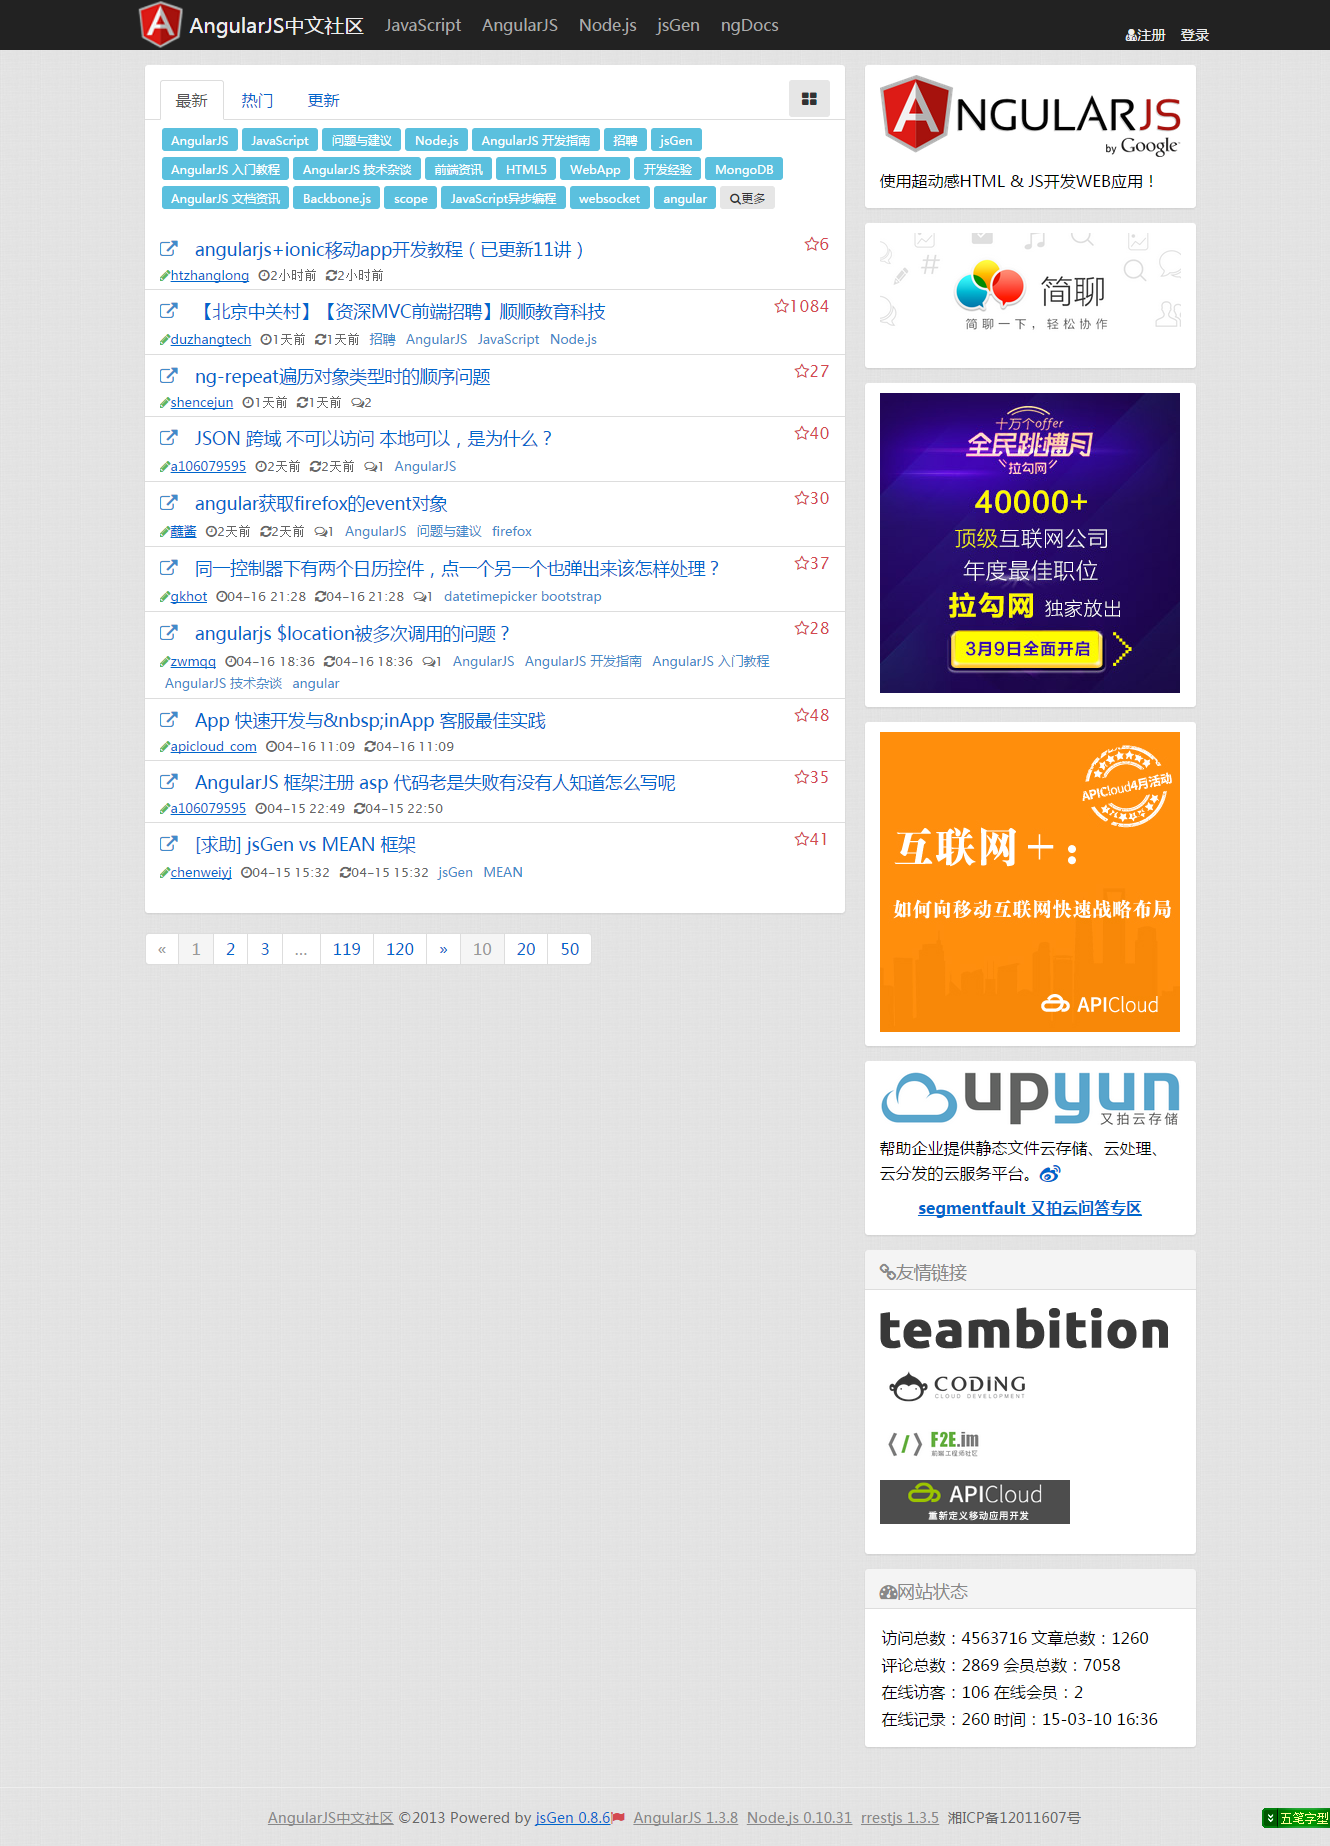 AngularJS中文社区 JavaScript AngularJS Node.js jsGen ngDocs
注册 登录
最新 热门 更新
AngularJS JavaScript 问题与建议 Node.js AngularJS 开发指南 招聘 jsGen
AngularJS 入门教程 AngularJS 技术杂谈 前端资讯 HTML5 WebApp 开发经验 MongoDB
AngularJS 文档资讯 Backbone.js scope JavaScript异步编程 websocket angular 更多
angularjs+ionic移动app开发教程（已更新11讲） 6
htzhanglong 2小时前 2小时前
【北京中关村】【资深MVC前端招聘】顺顺教育科技 1084
duzhangtech 1天前 1天前 招聘 AngularJS JavaScript Node.js
ng-repeat遍历对象类型时的顺序问题 27
shencejun 1天前 1天前 2
JSON 跨域 不可以访问 本地可以，是为什么？ 40
a106079595 2天前 2天前 1 AngularJS
angular获取firefox的event对象 30
蘸酱 2天前 2天前 1 AngularJS 问题与建议 firefox
同一控制器下有两个日历控件，点一个另一个也弹出来该怎样处理？ 37
gkhot 04-16 21:28 04-16 21:28 1 datetimepicker bootstrap
angularjs $location被多次调用的问题？ 28
zwmqq 04-16 18:36 04-16 18:36 1 AngularJS AngularJS 开发指南 AngularJS 入门教程
AngularJS 技术杂谈 angular
App 快速开发与&nbsp;inApp 客服最佳实践 48
apicloud_com 04-16 11:09 04-16 11:09
AngularJS 框架注册 asp 代码老是失败有没有人知道怎么写呢 35
a106079595 04-15 22:49 04-15 22:50
[求助] jsGen vs MEAN 框架 41
chenweiyj 04-15 15:32 04-15 15:32 jsGen MEAN
« 1 2 3 ... 119 120 » 10 20 50
ANGULARJS
by Google
使用超动感HTML & JS开发WEB应用！
简聊
简聊一下，轻松协作
十万个offer
全民跳槽月
拉勾网
40000+
顶级互联网公司
年度最佳职位
拉勾网 独家放出
3月9日全面开启
APICloud4月活动
互联网＋：
如何向移动互联网快速战略布局
APICloud
upyun
又拍云存储
帮助企业提供静态文件云存储、云处理、
云分发的云服务平台。
segmentfault 又拍云问答专区
友情链接
teambition
CODING
CLOUD DEVELOPMENT
F2E.im
前端工程师社区
APICloud
重新定义移动应用开发
网站状态
访问总数：4563716 文章总数：1260
评论总数：2869 会员总数：7058
在线访客：106 在线会员：2
在线记录：260 时间：15-03-10 16:36
AngularJS中文社区 ©2013 Powered by jsGen 0.8.6 AngularJS 1.3.8 Node.js 0.10.31 rrestjs 1.3.5 湘ICP备12011607号
五笔字型